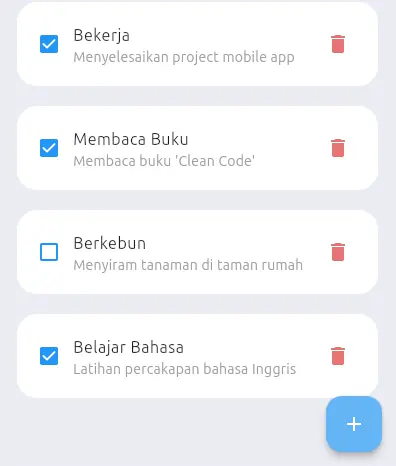 Bekerja
Menyelesaikan project mobile app
Membaca Buku
Membaca buku 'Clean Code'
Berkebun
Menyiram tanaman di taman rumah
Belajar Bahasa
Latihan percakapan bahasa Inggris